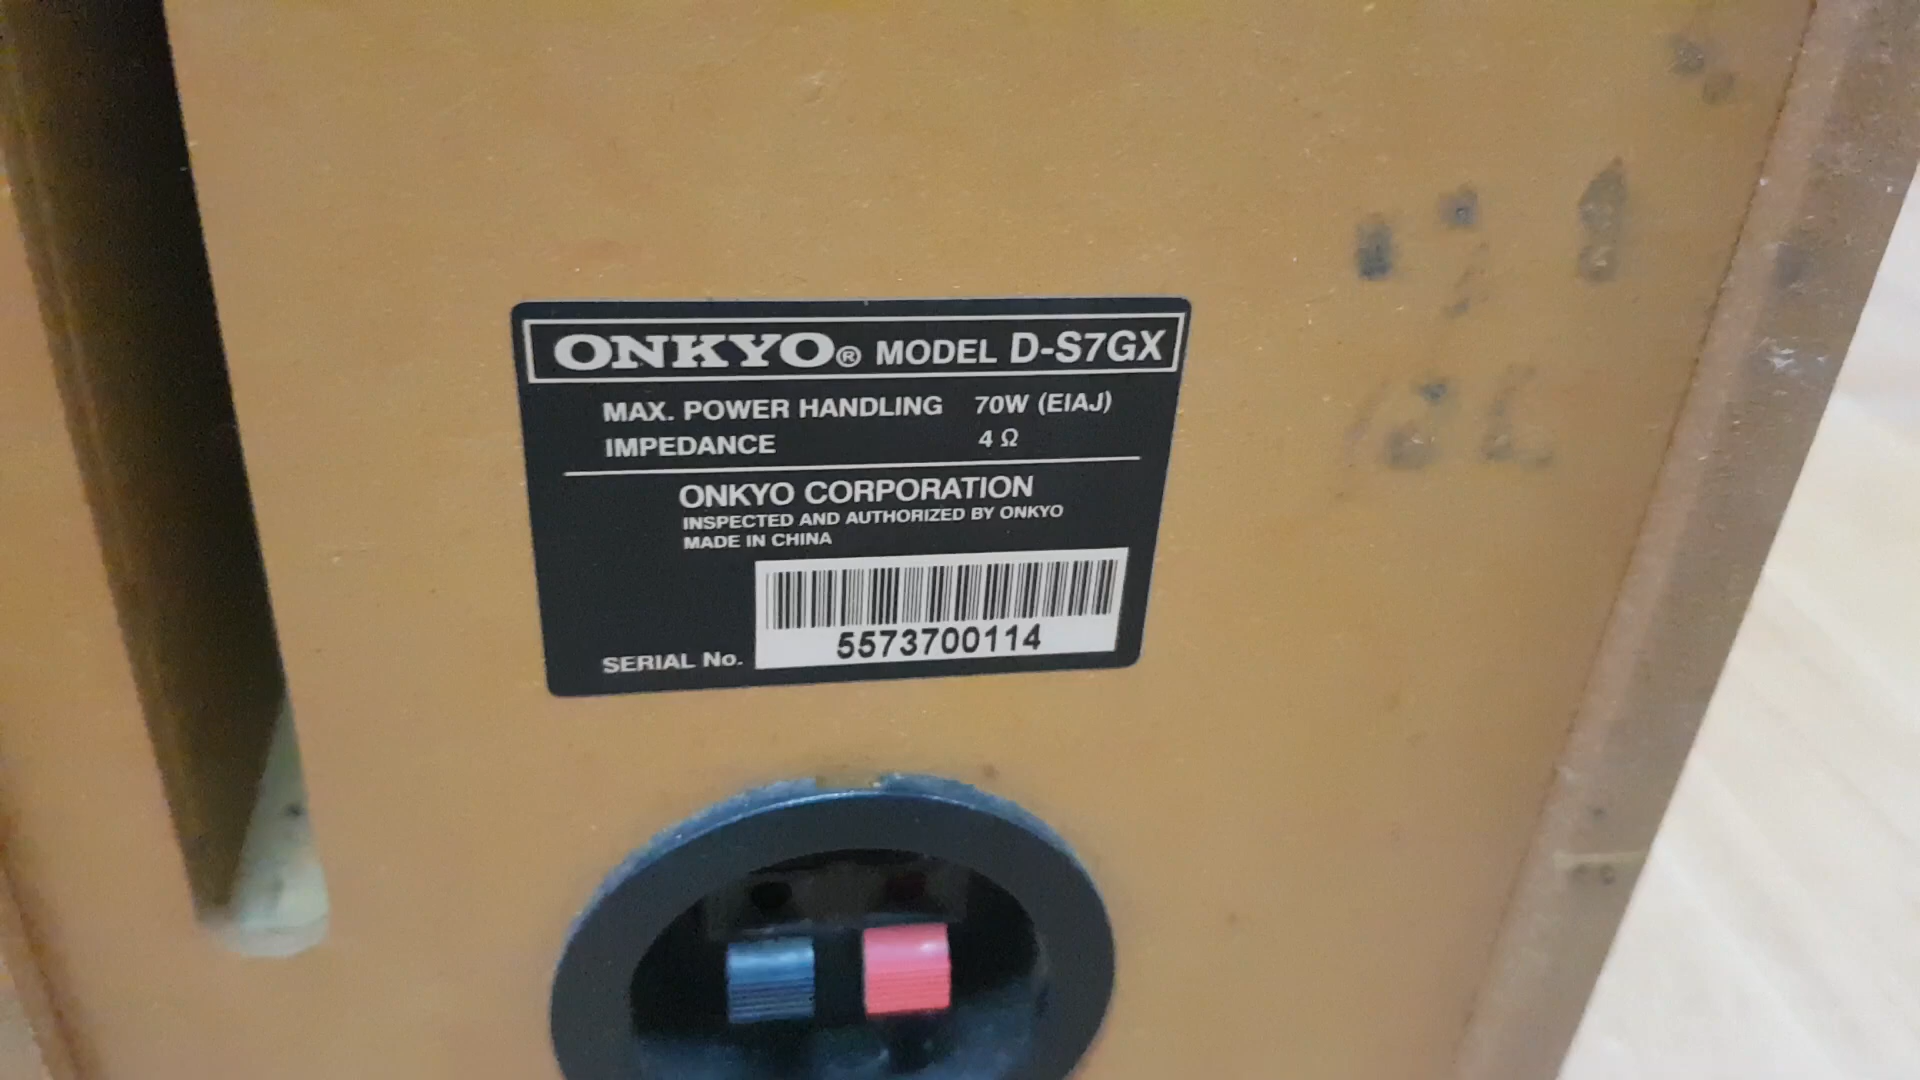 ONKYO® MODEL D-S7GX
MAX. POWER HANDLING 70W (EIAJ)
IMPEDANCE 4 Ω
ONKYO CORPORATION
INSPECTED AND AUTHORIZED BY ONKYO
MADE IN CHINA
SERIAL No. 5573700114